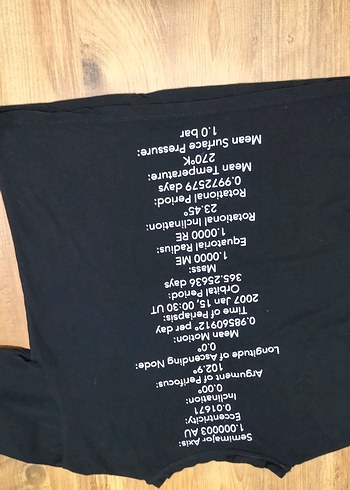 Semimajor Axis:
1.000003 AU
Eccentricity:
0.01671
Inclination:
0.00°
Argument of Perifocus:
102.9°
Longitude of Ascending Node:
0.0°
Mean Motion:
0.98560912° per day
Time of Periapsis:
2007 Jan 15, 00:30 UT
Orbital Period:
365.25636 days
Mass:
1.0000 ME
Equatorial Radius:
1.0000 RE
Rotational Inclination:
23.45°
Rotational Period:
0.9972579 days
Mean Temperature:
270°K
Mean Surface Pressure:
1.0 bar